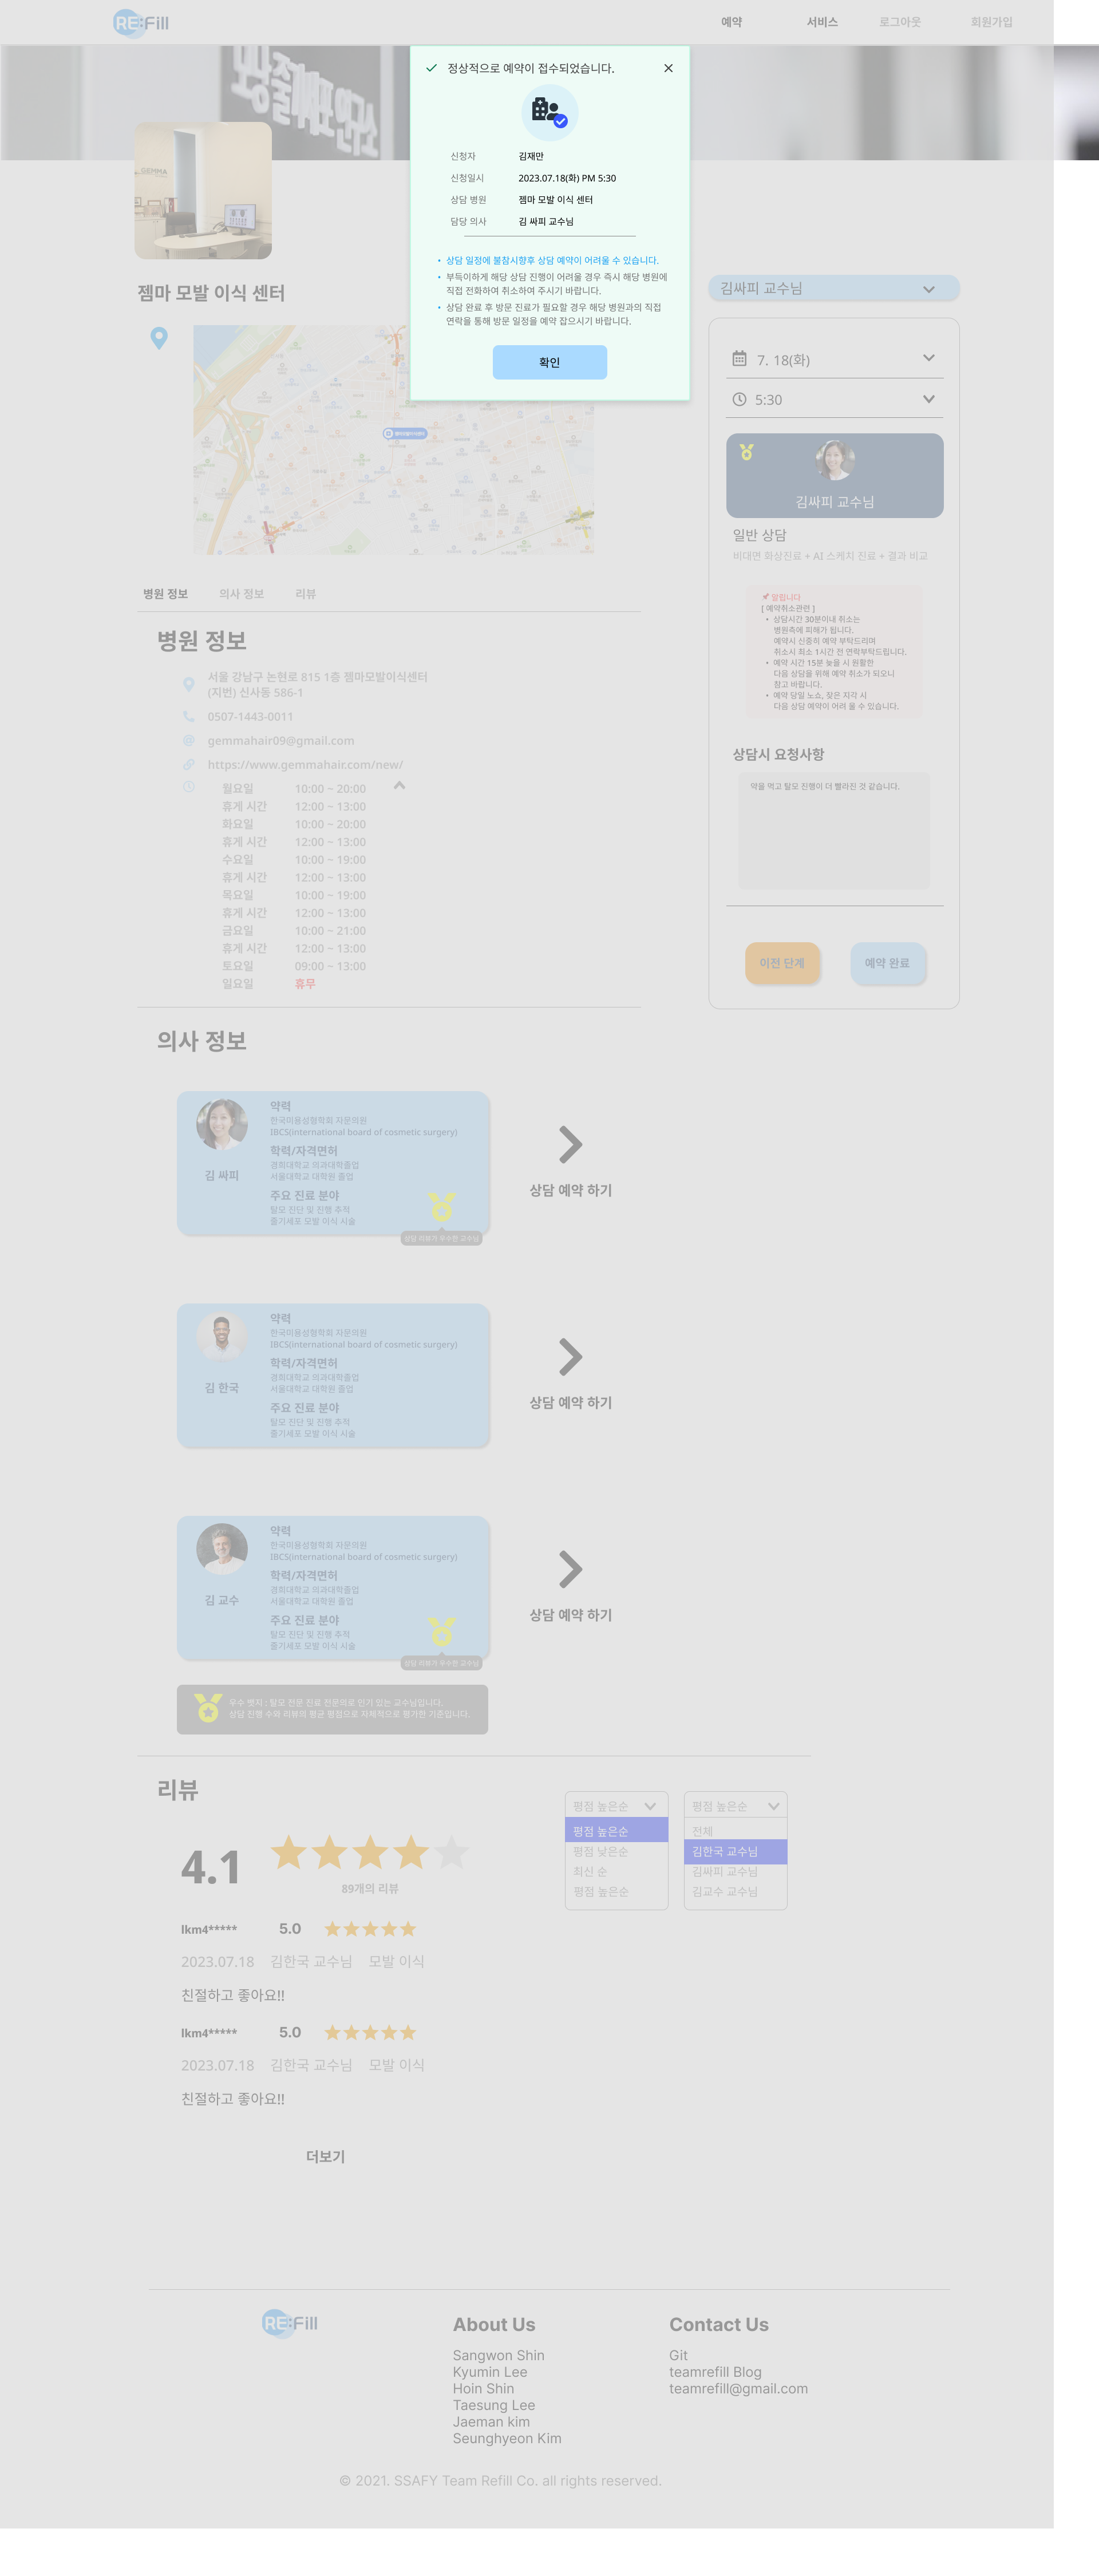 RE:Fill
예약
서비스
로그아웃
회원가입
정상적으로 예약이 접수되었습니다.
신청자 김재만
신청일시 2023.07.18(화) PM 5:30
상담 병원 젬마 모발 이식 센터
담당 의사 김 싸피 교수님
• 상담 일정에 불참시향후 상담 예약이 어려울 수 있습니다.
• 부득이하게 해당 상담 진행이 어려울 경우 즉시 해당 병원에
직접 전화하여 취소하여 주시기 바랍니다.
• 상담 완료 후 방문 진료가 필요할 경우 해당 병원과의 직접
연락을 통해 방문 일정을 예약 잡으시기 바랍니다.
확인
GEMMA
젬마 모발 이식 센터
김싸피 교수님
7. 18(화)
5:30
김싸피 교수님
일반 상담
비대면 화상진료 + AI 스케치 진료 + 결과 비교
알립니다
[ 예약취소관련 ]
• 상담시간 30분이내 취소는
병원측에 피해가 됩니다.
예약시 신중히 예약 부탁드리며
취소시 최소 1시간 전 연락부탁드립니다.
• 예약 시간 15분 늦을 시 원활한
다음 상담을 위해 예약 취소가 되오니
참고 바랍니다.
• 예약 당일 노쇼, 잦은 지각 시
다음 상담 예약이 어려 울 수 있습니다.
상담시 요청사항
약을 먹고 탈모 진행이 더 빨라진 것 같습니다.
이전 단계
예약 완료
병원 정보
의사 정보
리뷰
병원 정보
서울 강남구 논현로 815 1층 젬마모발이식센터
(지번) 신사동 586-1
0507-1443-0011
gemmahair09@gmail.com
https://www.gemmahair.com/new/
월요일 10:00 ~ 20:00
휴게 시간 12:00 ~ 13:00
화요일 10:00 ~ 20:00
휴게 시간 12:00 ~ 13:00
수요일 10:00 ~ 19:00
휴게 시간 12:00 ~ 13:00
목요일 10:00 ~ 19:00
휴게 시간 12:00 ~ 13:00
금요일 10:00 ~ 21:00
휴게 시간 12:00 ~ 13:00
토요일 09:00 ~ 13:00
일요일 휴무
의사 정보
김 싸피
약력
한국미용성형학회 자문의원
IBCS(international board of cosmetic surgery)
학력/자격면허
경희대학교 의과대학졸업
서울대학교 대학원 졸업
주요 진료 분야
탈모 진단 및 진행 추적
줄기세포 모발 이식 시술
상담 리뷰가 우수한 교수님
상담 예약 하기
김 한국
약력
한국미용성형학회 자문의원
IBCS(international board of cosmetic surgery)
학력/자격면허
경희대학교 의과대학졸업
서울대학교 대학원 졸업
주요 진료 분야
탈모 진단 및 진행 추적
줄기세포 모발 이식 시술
상담 예약 하기
김 교수
약력
한국미용성형학회 자문의원
IBCS(international board of cosmetic surgery)
학력/자격면허
경희대학교 의과대학졸업
서울대학교 대학원 졸업
주요 진료 분야
탈모 진단 및 진행 추적
줄기세포 모발 이식 시술
상담 리뷰가 우수한 교수님
상담 예약 하기
우수 뱃지 : 탈모 전문 진료 전문의로 인기 있는 교수님입니다.
상담 진행 수와 리뷰의 평균 평점으로 자체적으로 평가한 기준입니다.
리뷰
4.1
89개의 리뷰
평점 높은순
평점 높은순
평점 낮은순
최신 순
평점 높은순
평점 높은순
전체
김한국 교수님
김싸피 교수님
김교수 교수님
lkm4***** 5.0
2023.07.18 김한국 교수님 모발 이식
친절하고 좋아요!!
lkm4***** 5.0
2023.07.18 김한국 교수님 모발 이식
친절하고 좋아요!!
더보기
RE:Fill
About Us
Sangwon Shin
Kyumin Lee
Hoin Shin
Taesung Lee
Jaeman kim
Seunghyeon Kim
Contact Us
Git
teamrefill Blog
teamrefill@gmail.com
© 2021. SSAFY Team Refill Co. all rights reserved.